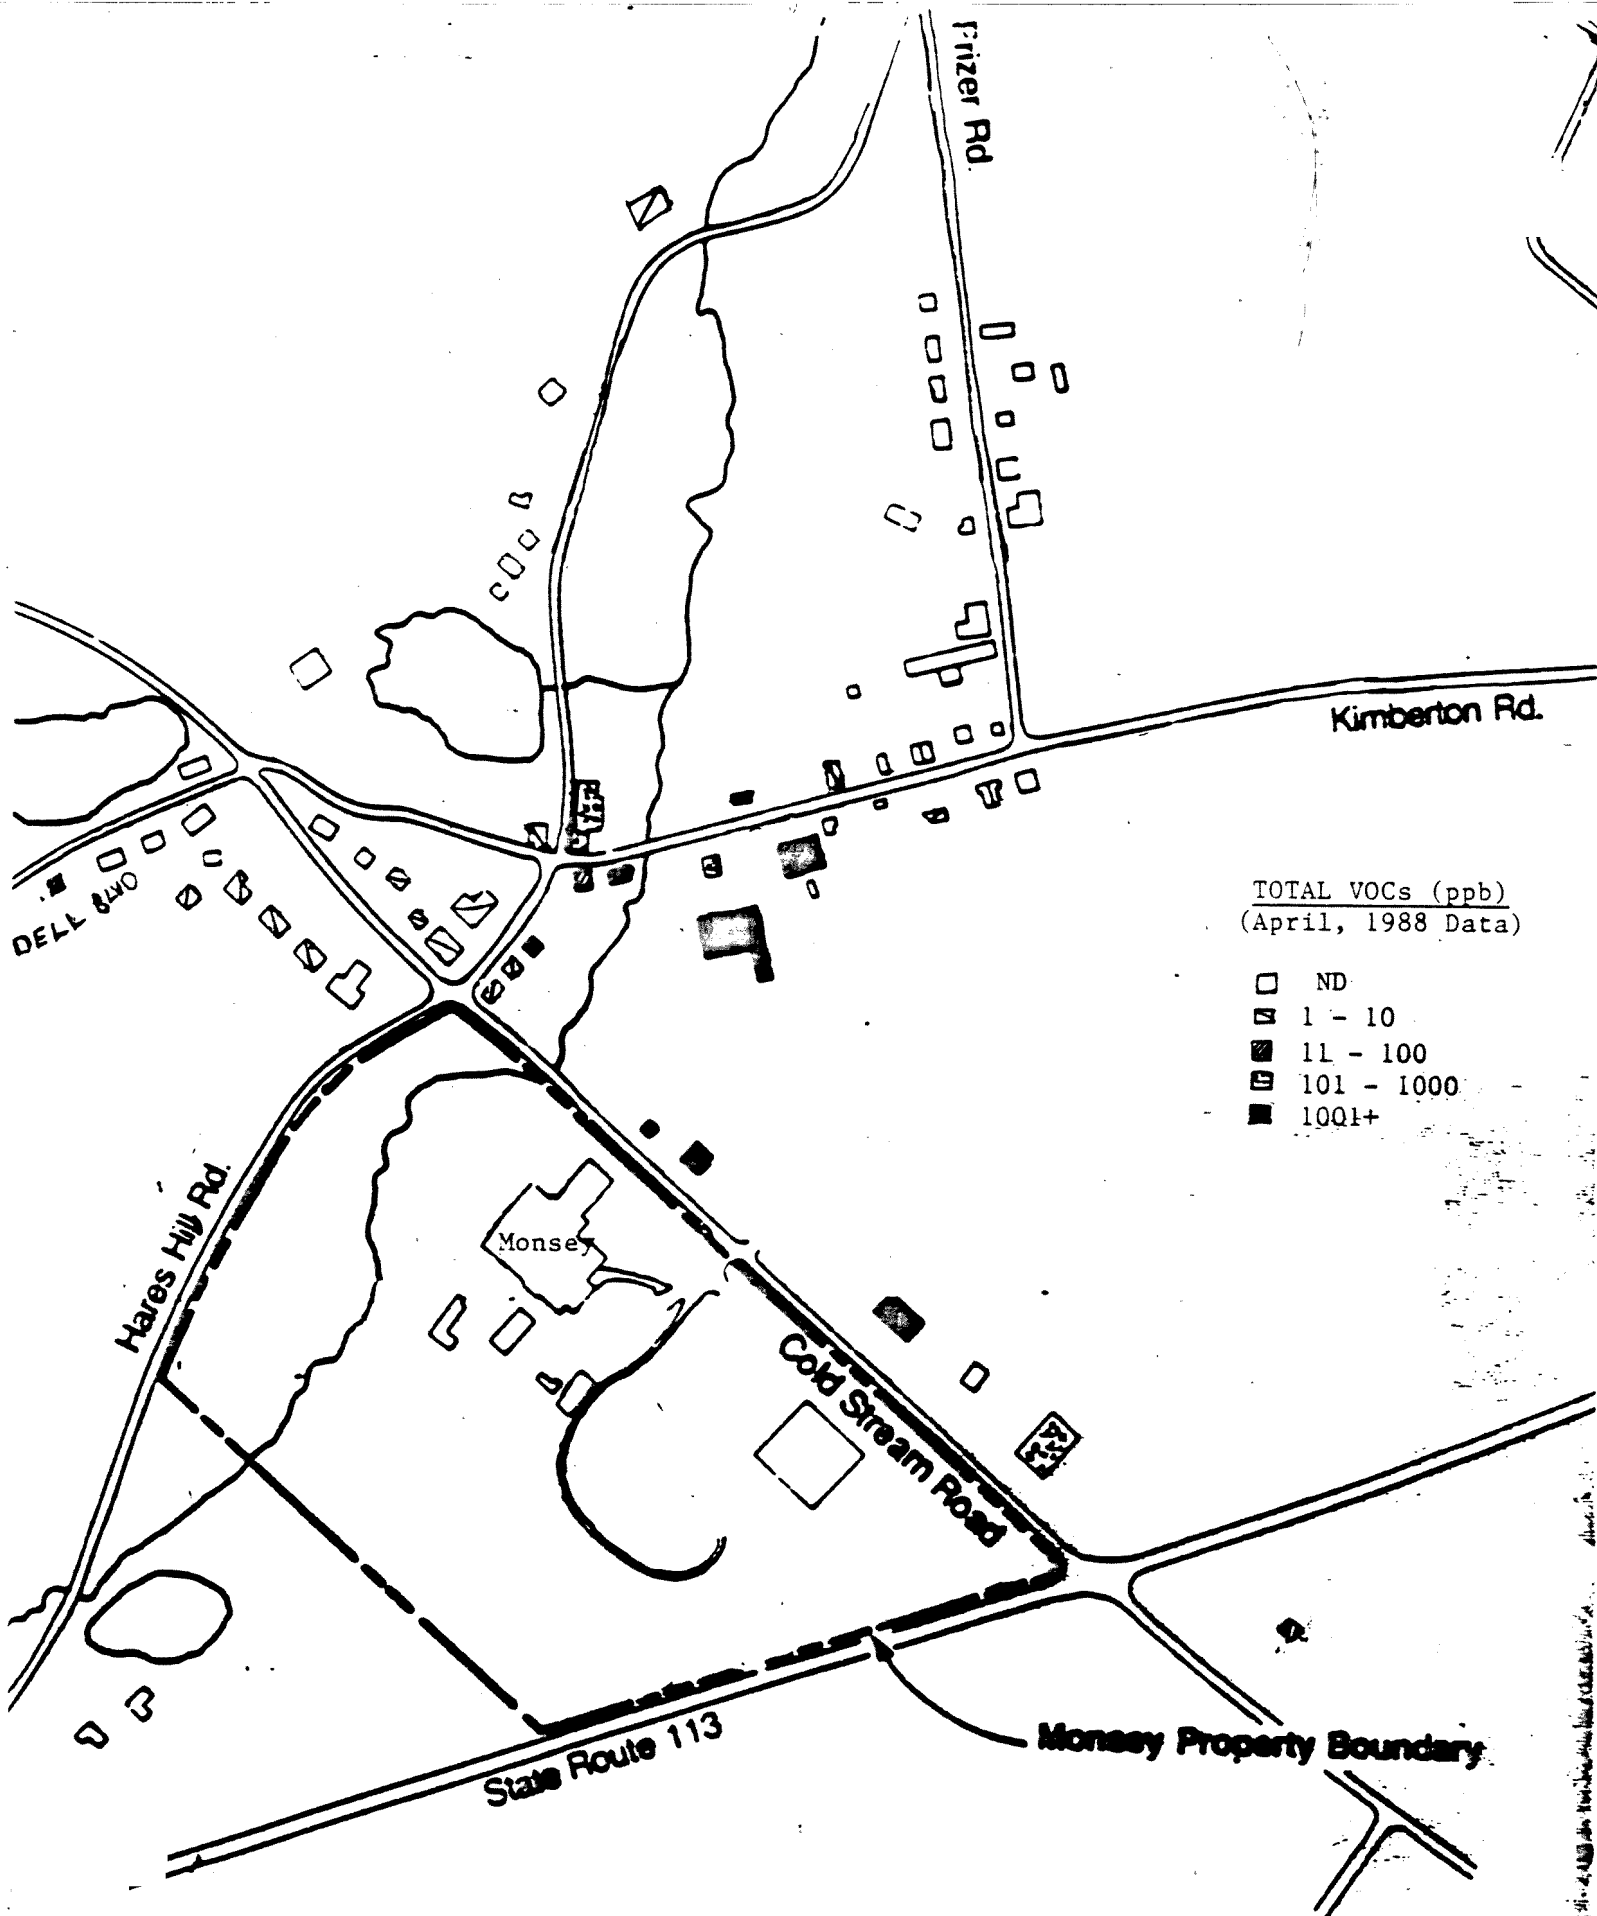 Prizer Rd.
Kimberton Rd.
DELL BLVD
TOTAL VOCs (ppb)
(April, 1988 Data)
ND
1 - 10
11 - 100
101 - 1000
1001+
Hares Hill Rd.
Monsey
Cold Stream Road
State Route 113
Monsey Property Boundary